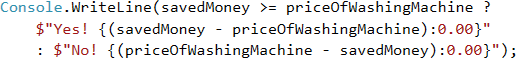 Console.WriteLine(savedMoney >= priceOfWashingMachine ?
$"Yes! {(savedMoney - priceOfWashingMachine):0.00}"
: $"No! {(priceOfWashingMachine - savedMoney):0.00}");